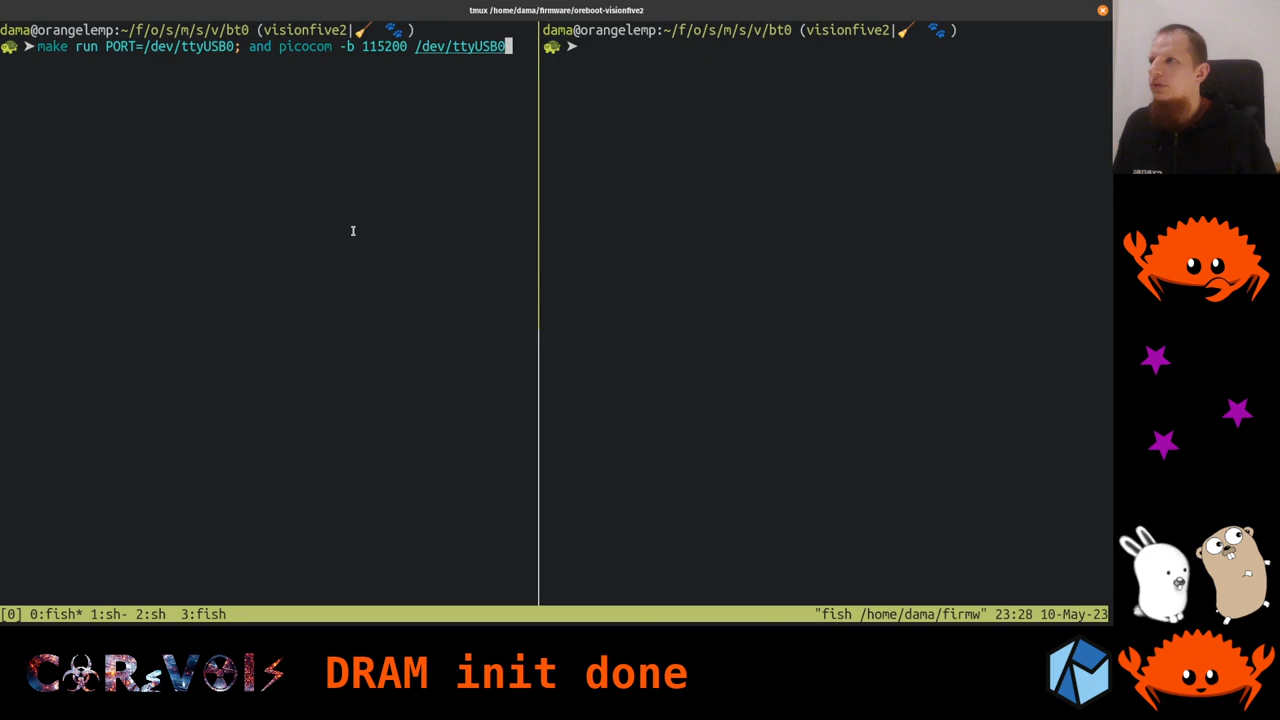 tmux /home/dama/firmware/oreboot-visionfive2
dama@orangelemp:~/f/o/s/m/s/v/bt0 (visionfive2|🧹 🐾 )
🐢 ➤make run PORT=/dev/ttyUSB0; and picocom -b 115200 /dev/ttyUSB0
dama@orangelemp:~/f/o/s/m/s/v/bt0 (visionfive2|🧹 🐾 )
🐢 ➤
[0] 0:fish* 1:sh- 2:sh 3:fish
"fish /home/dama/firmw" 23:28 10-May-23
DRAM init done